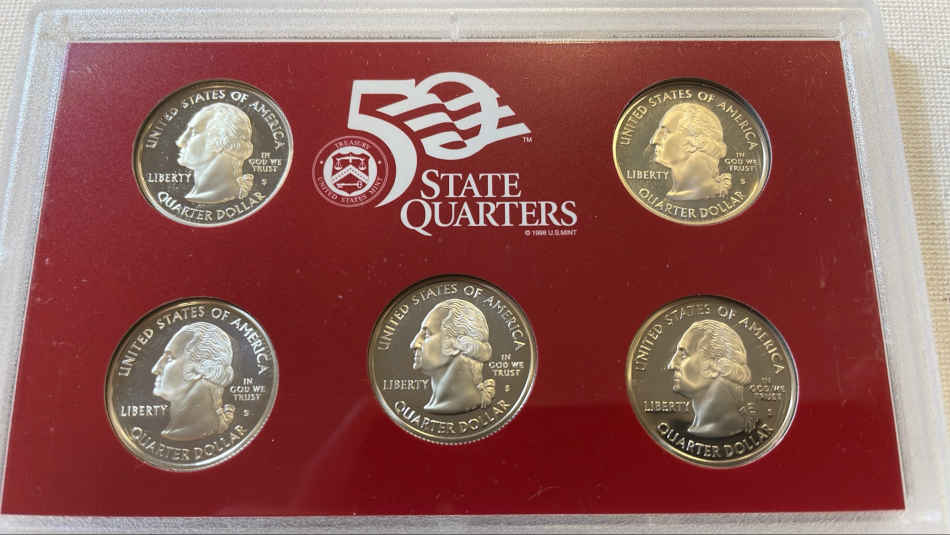 UNITED STATES OF AMERICA
IN
GOD WE
TRUST
LIBERTY
S
QUARTER DOLLAR
50
TM
TREASURY
UNITED STATES MINT
STATE
QUARTERS
© 1998 U.S. MINT
UNITED STATES OF AMERICA
IN
GOD WE
TRUST
LIBERTY
S
QUARTER DOLLAR
UNITED STATES OF AMERICA
IN
GOD WE
TRUST
LIBERTY
S
QUARTER DOLLAR
UNITED STATES OF AMERICA
IN
GOD WE
TRUST
LIBERTY
S
QUARTER DOLLAR
UNITED STATES OF AMERICA
IN
GOD WE
TRUST
LIBERTY
S
QUARTER DOLLAR